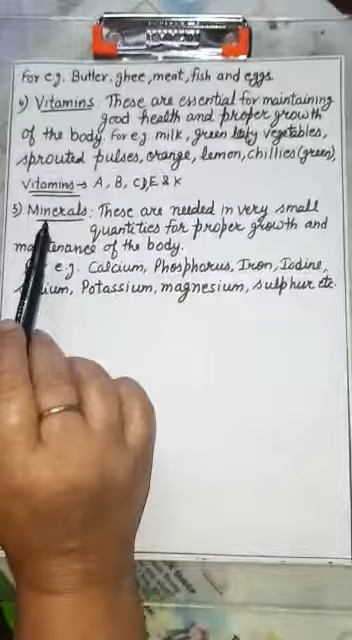 For e.g. Butter, ghee, meat, fish and eggs.
4) Vitamins: These are essential for maintaining
good health and proper growth
of the body. For e.g. milk, green leafy vegetables,
sprouted pulses, orange, lemon, chillies (green),
Vitamins → A, B, C, D, E & K
5) Minerals: These are needed in very small
quantities for proper growth and
of the body.
e.g. Calcium, Phosphorus, Iron, Iodine,
Potassium, magnesium, sulphur etc.